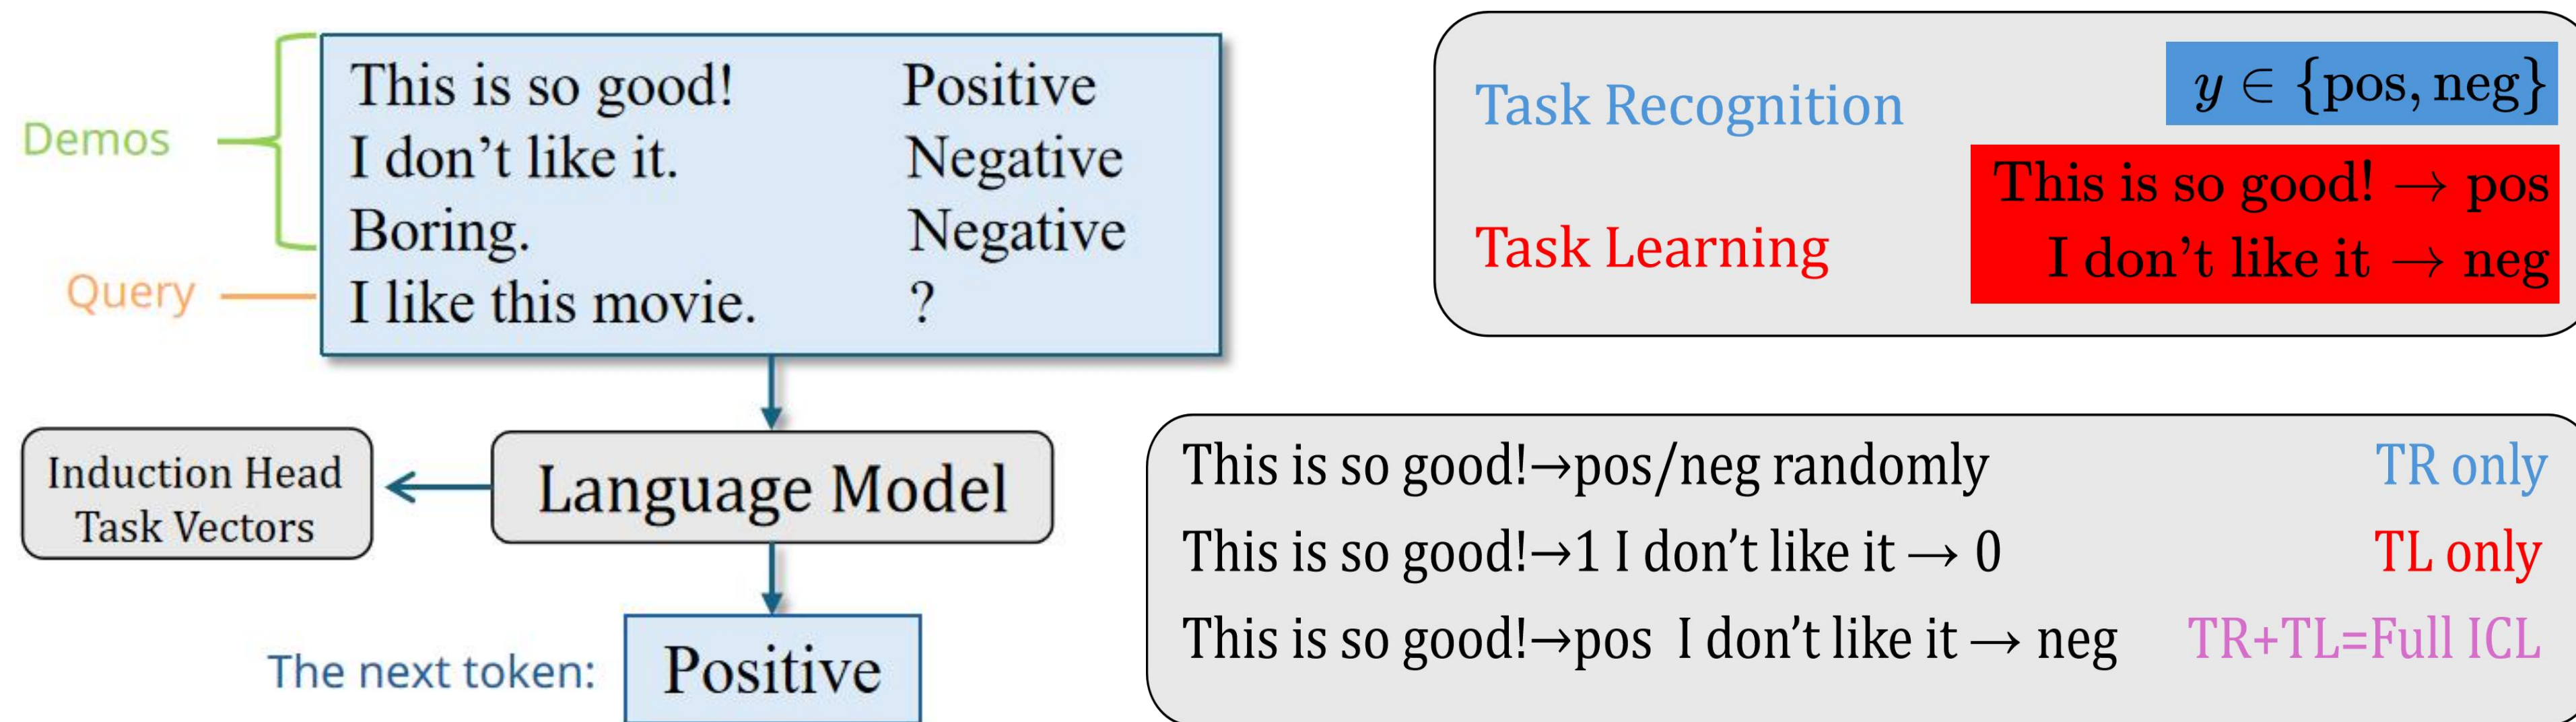 Demos
This is so good! Positive
I don't like it. Negative
Boring. Negative
Query
I like this movie. ?
Induction Head
Task Vectors
Language Model
The next token:
Positive
Task Recognition
y ∈ {pos, neg}
Task Learning
This is so good! → pos
I don't like it → neg
This is so good!→pos/neg randomly TR only
This is so good!→1 I don't like it → 0 TL only
This is so good!→pos I don't like it → neg TR+TL=Full ICL